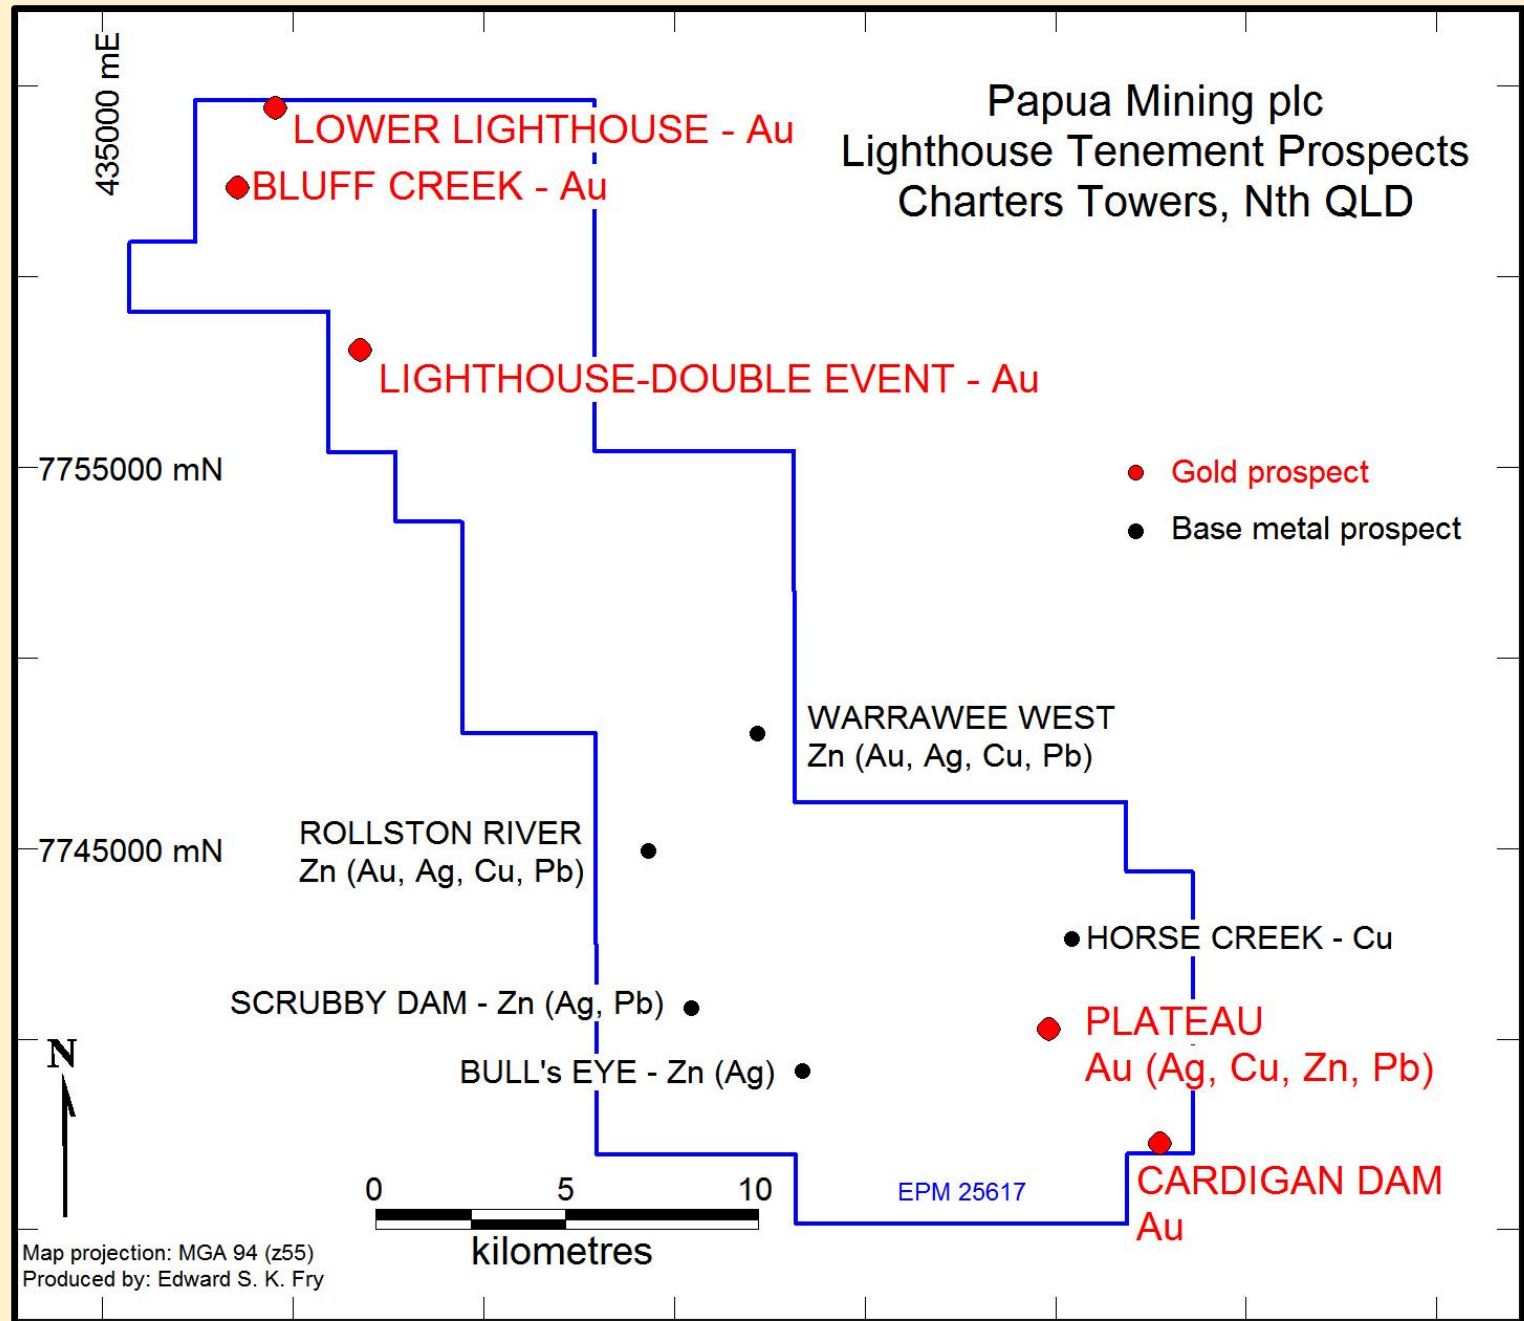 435000 mE
Papua Mining plc
Lighthouse Tenement Prospects
Charters Towers, Nth QLD
LOWER LIGHTHOUSE - Au
BLUFF CREEK - Au
LIGHTHOUSE-DOUBLE EVENT - Au
7755000 mN
Gold prospect
Base metal prospect
WARRAWEE WEST
Zn (Au, Ag, Cu, Pb)
ROLLSTON RIVER
Zn (Au, Ag, Cu, Pb)
7745000 mN
HORSE CREEK - Cu
SCRUBBY DAM - Zn (Ag, Pb)
PLATEAU
Au (Ag, Cu, Zn, Pb)
BULL's EYE - Zn (Ag)
N
CARDIGAN DAM
Au
EPM 25617
0 5 10
kilometres
Map projection: MGA 94 (z55)
Produced by: Edward S. K. Fry